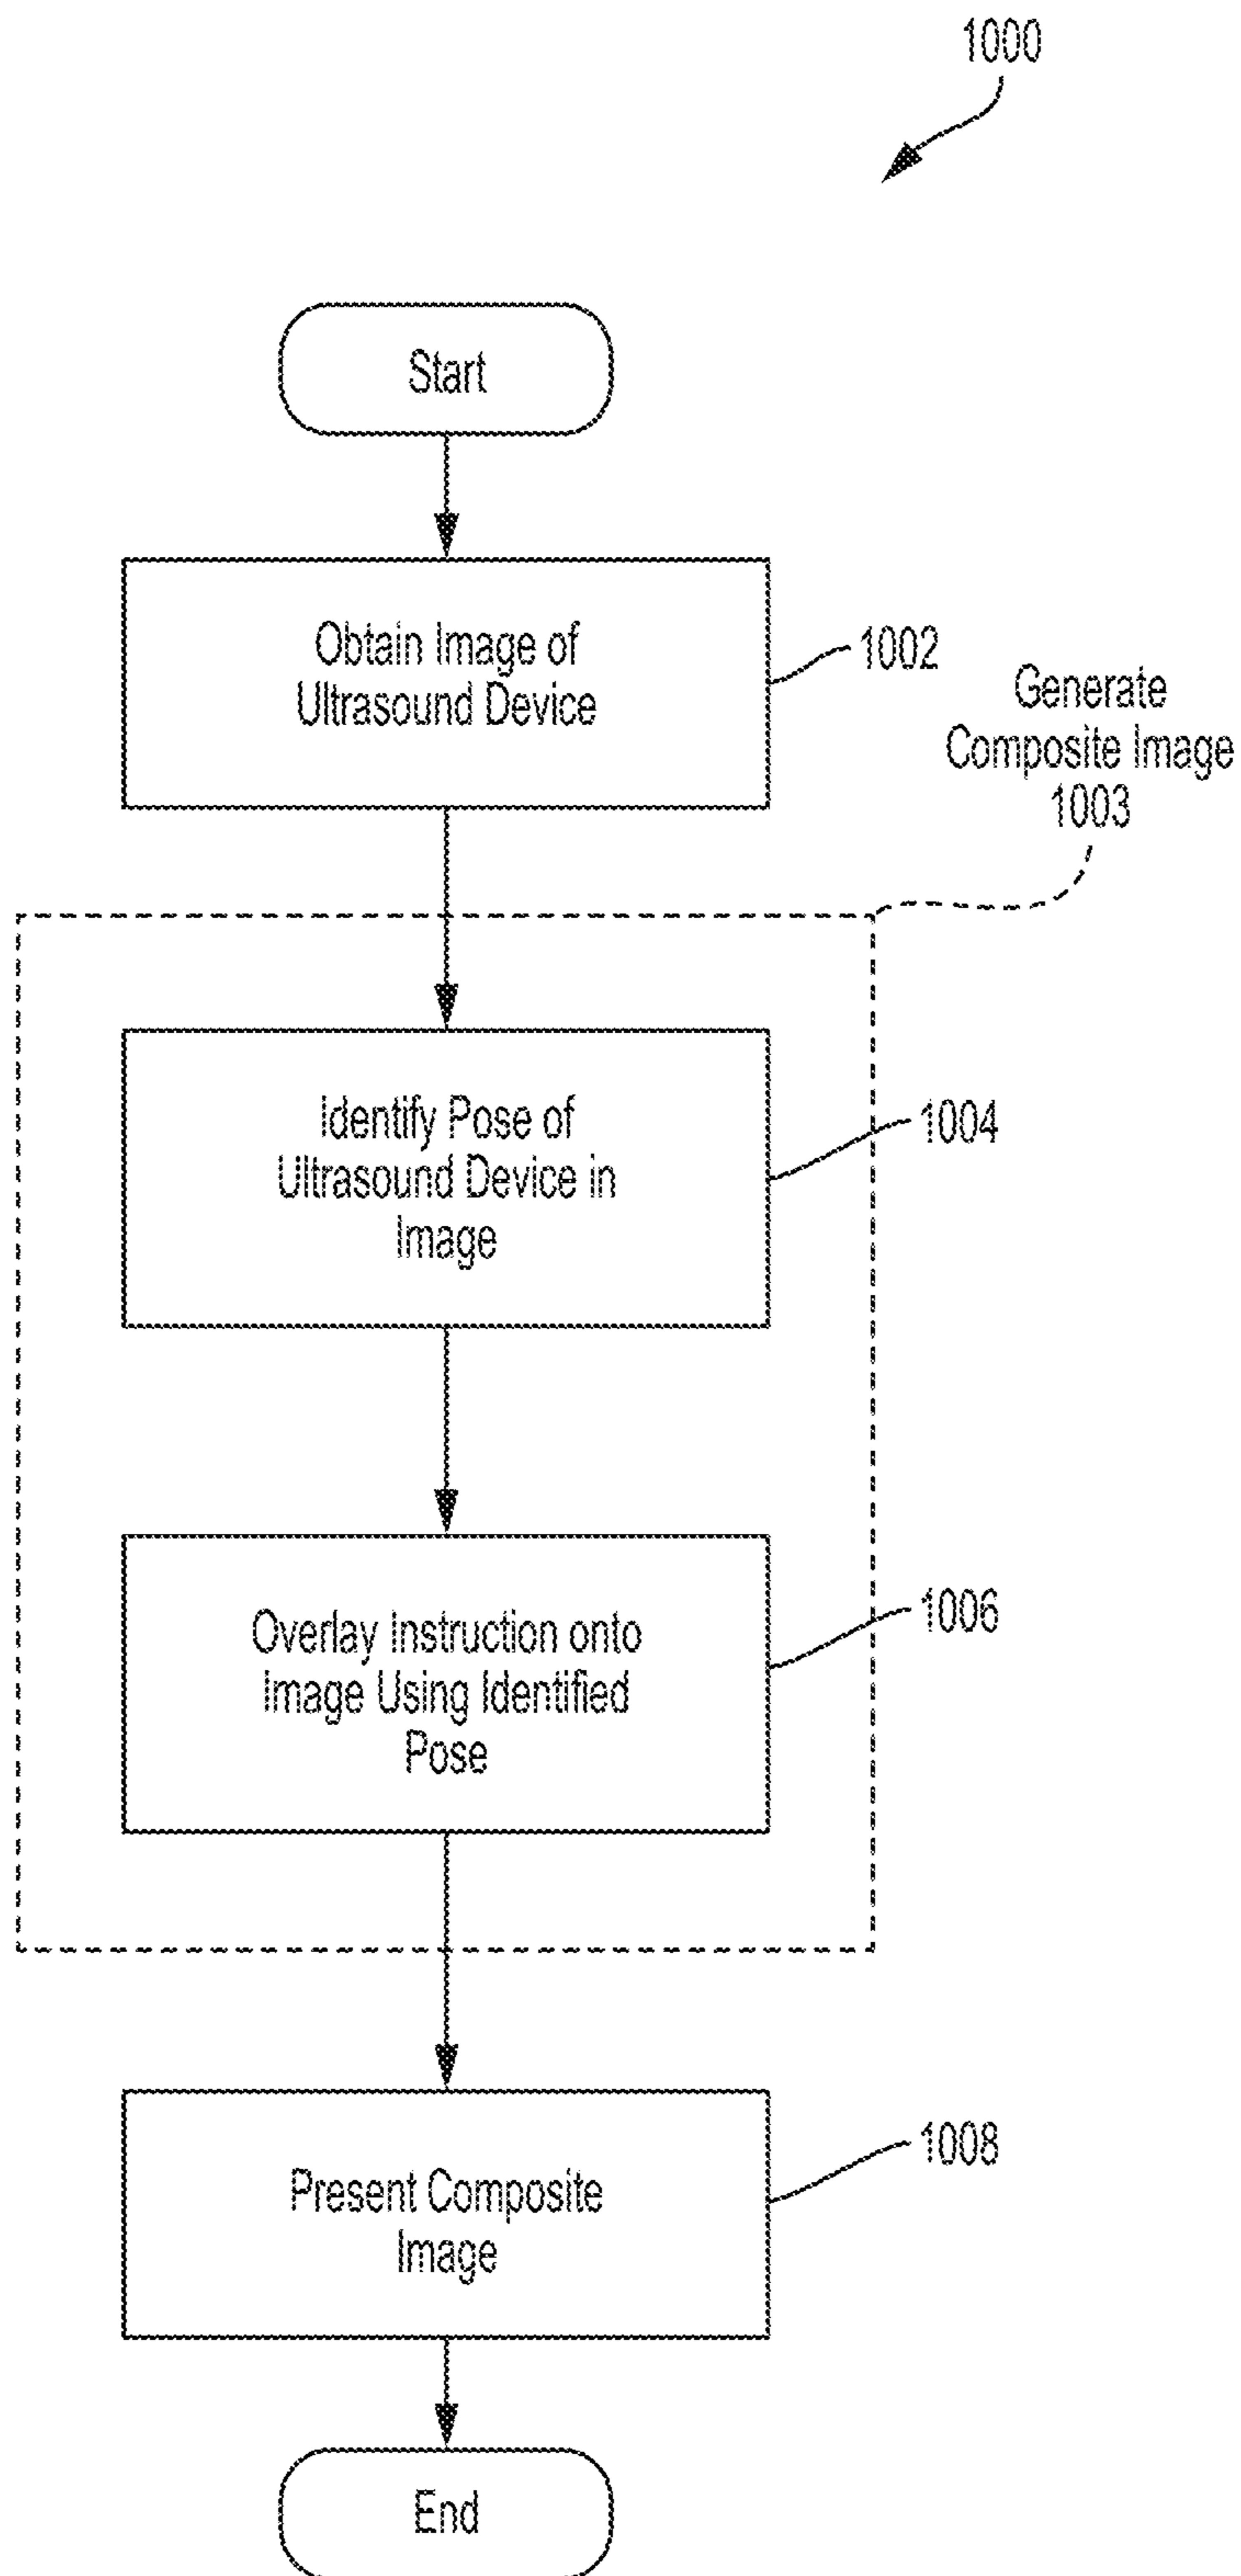 1000
Start
Obtain Image of
Ultrasound Device
1002
Generate
Composite Image
1003
Identify Pose of
Ultrasound Device in
Image
1004
Overlay Instruction onto
Image Using Identified
Pose
1006
Present Composite
Image
1008
End